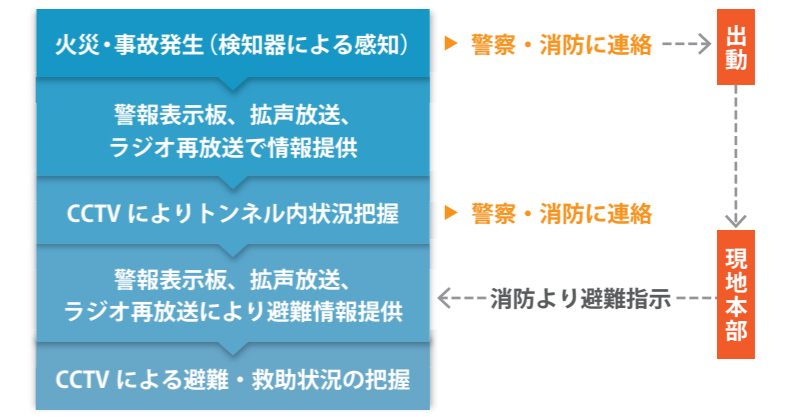 火災・事故発生（検知器による感知）
警察・消防に連絡
出動
警報表示板、拡声放送、
ラジオ再放送で情報提供
CCTV によりトンネル内状況把握
警察・消防に連絡
現地本部
警報表示板、拡声放送、
ラジオ再放送により避難情報提供
消防より避難指示
CCTV による避難・救助状況の把握